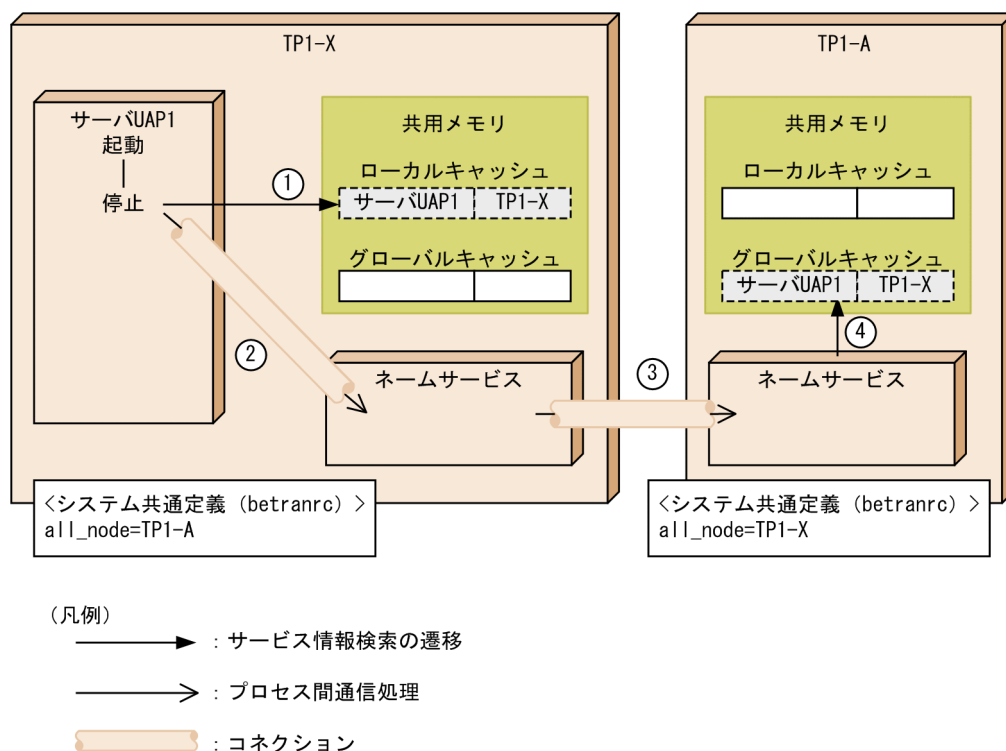 TP1-X
サーバUAP1
起動
停止
①
共用メモリ
ローカルキャッシュ
サーバUAP1 TP1-X
グローバルキャッシュ
②
ネームサービス
<システム共通定義（betranrc）>
all_node=TP1-A
③
TP1-A
共用メモリ
ローカルキャッシュ
グローバルキャッシュ
サーバUAP1 TP1-X
④
ネームサービス
<システム共通定義（betranrc）>
all_node=TP1-X
（凡例）
：サービス情報検索の遷移
：プロセス間通信処理
：コネクション